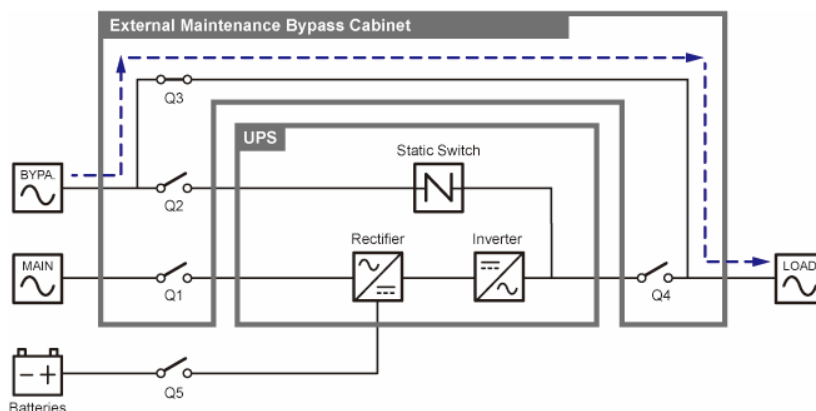 External Maintenance Bypass Cabinet
Q3
UPS
Static Switch
BYPA.
Q2
Rectifier
Inverter
MAIN
LOAD
Q1
Q4
Q5
Batteries